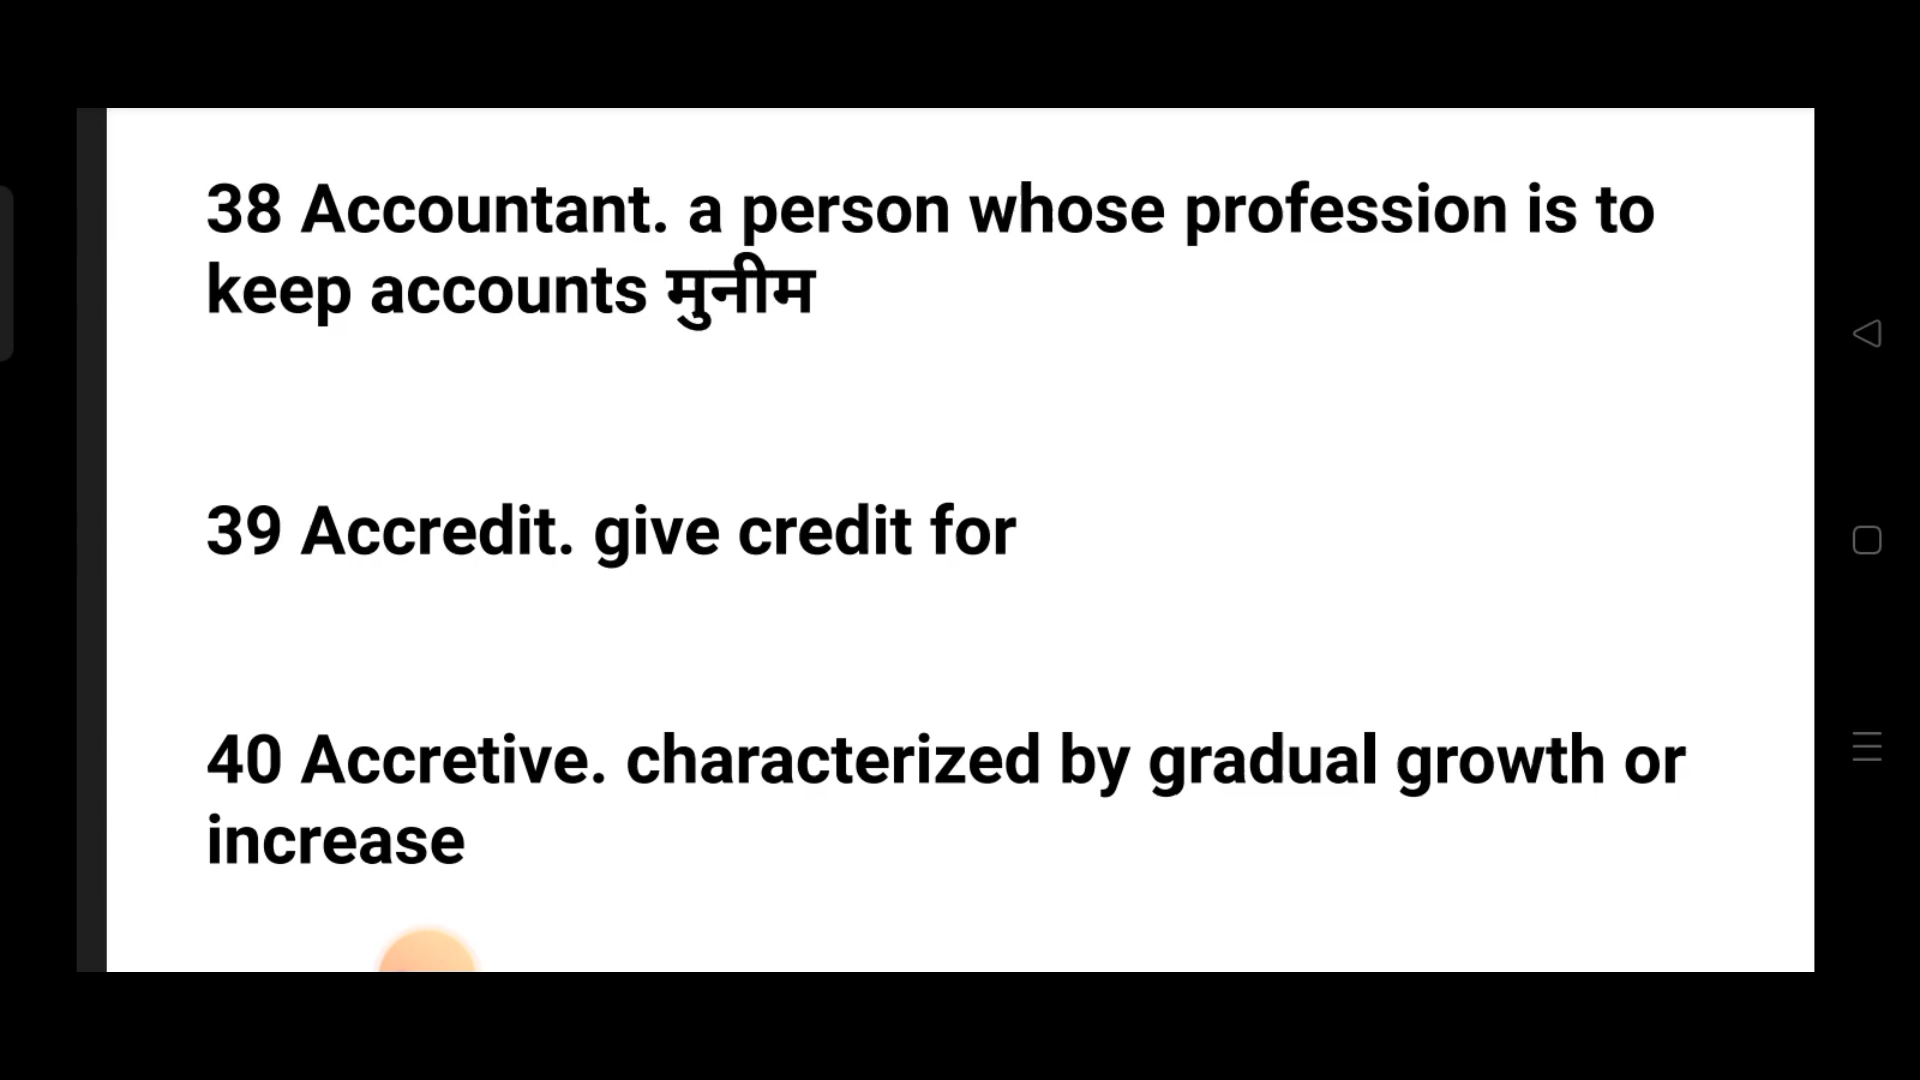 38 Accountant. a person whose profession is to
keep accounts मुनीम
39 Accredit. give credit for
40 Accretive. characterized by gradual growth or
increase